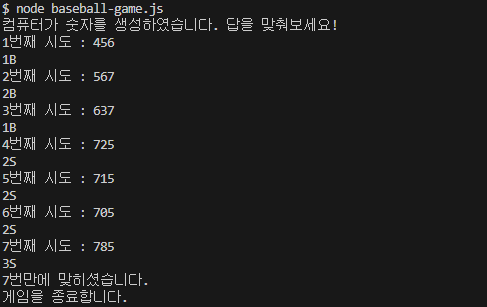 $ node baseball-game.js
컴퓨터가 숫자를 생성하였습니다. 답을 맞춰보세요!
1번째 시도 : 456
1B
2번째 시도 : 567
2B
3번째 시도 : 637
1B
4번째 시도 : 725
2S
5번째 시도 : 715
2S
6번째 시도 : 705
2S
7번째 시도 : 785
3S
7번만에 맞히셨습니다.
게임을 종료합니다.